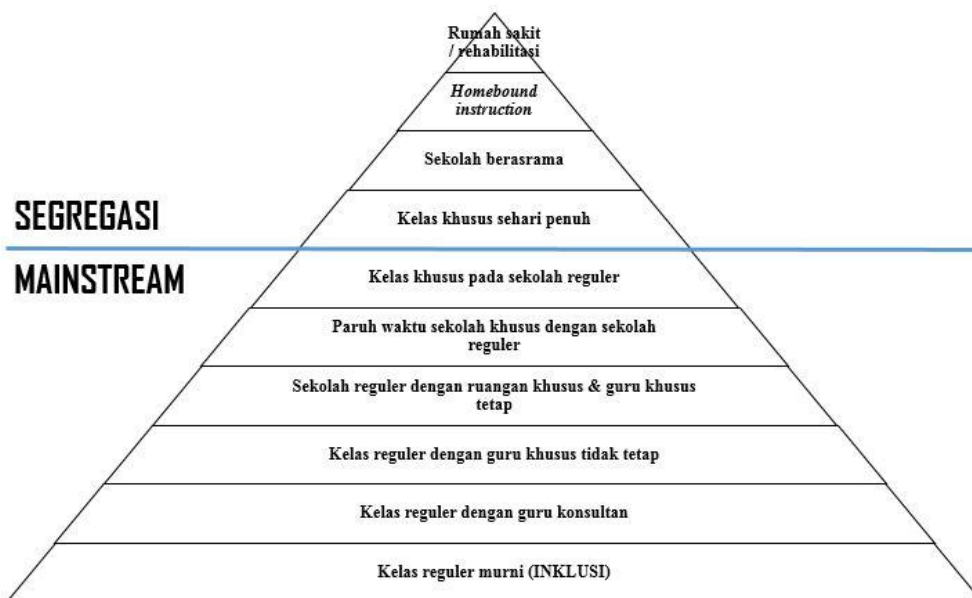 Rumah sakit
/ rehabilitasi
Homebound
instruction
Sekolah berasrama
SEGREGASI
Kelas khusus sehari penuh
MAINSTREAM
Kelas khusus pada sekolah reguler
Paruh waktu sekolah khusus dengan sekolah
reguler
Sekolah reguler dengan ruangan khusus & guru khusus
tetap
Kelas reguler dengan guru khusus tidak tetap
Kelas reguler dengan guru konsultan
Kelas reguler murni (INKLUSI)